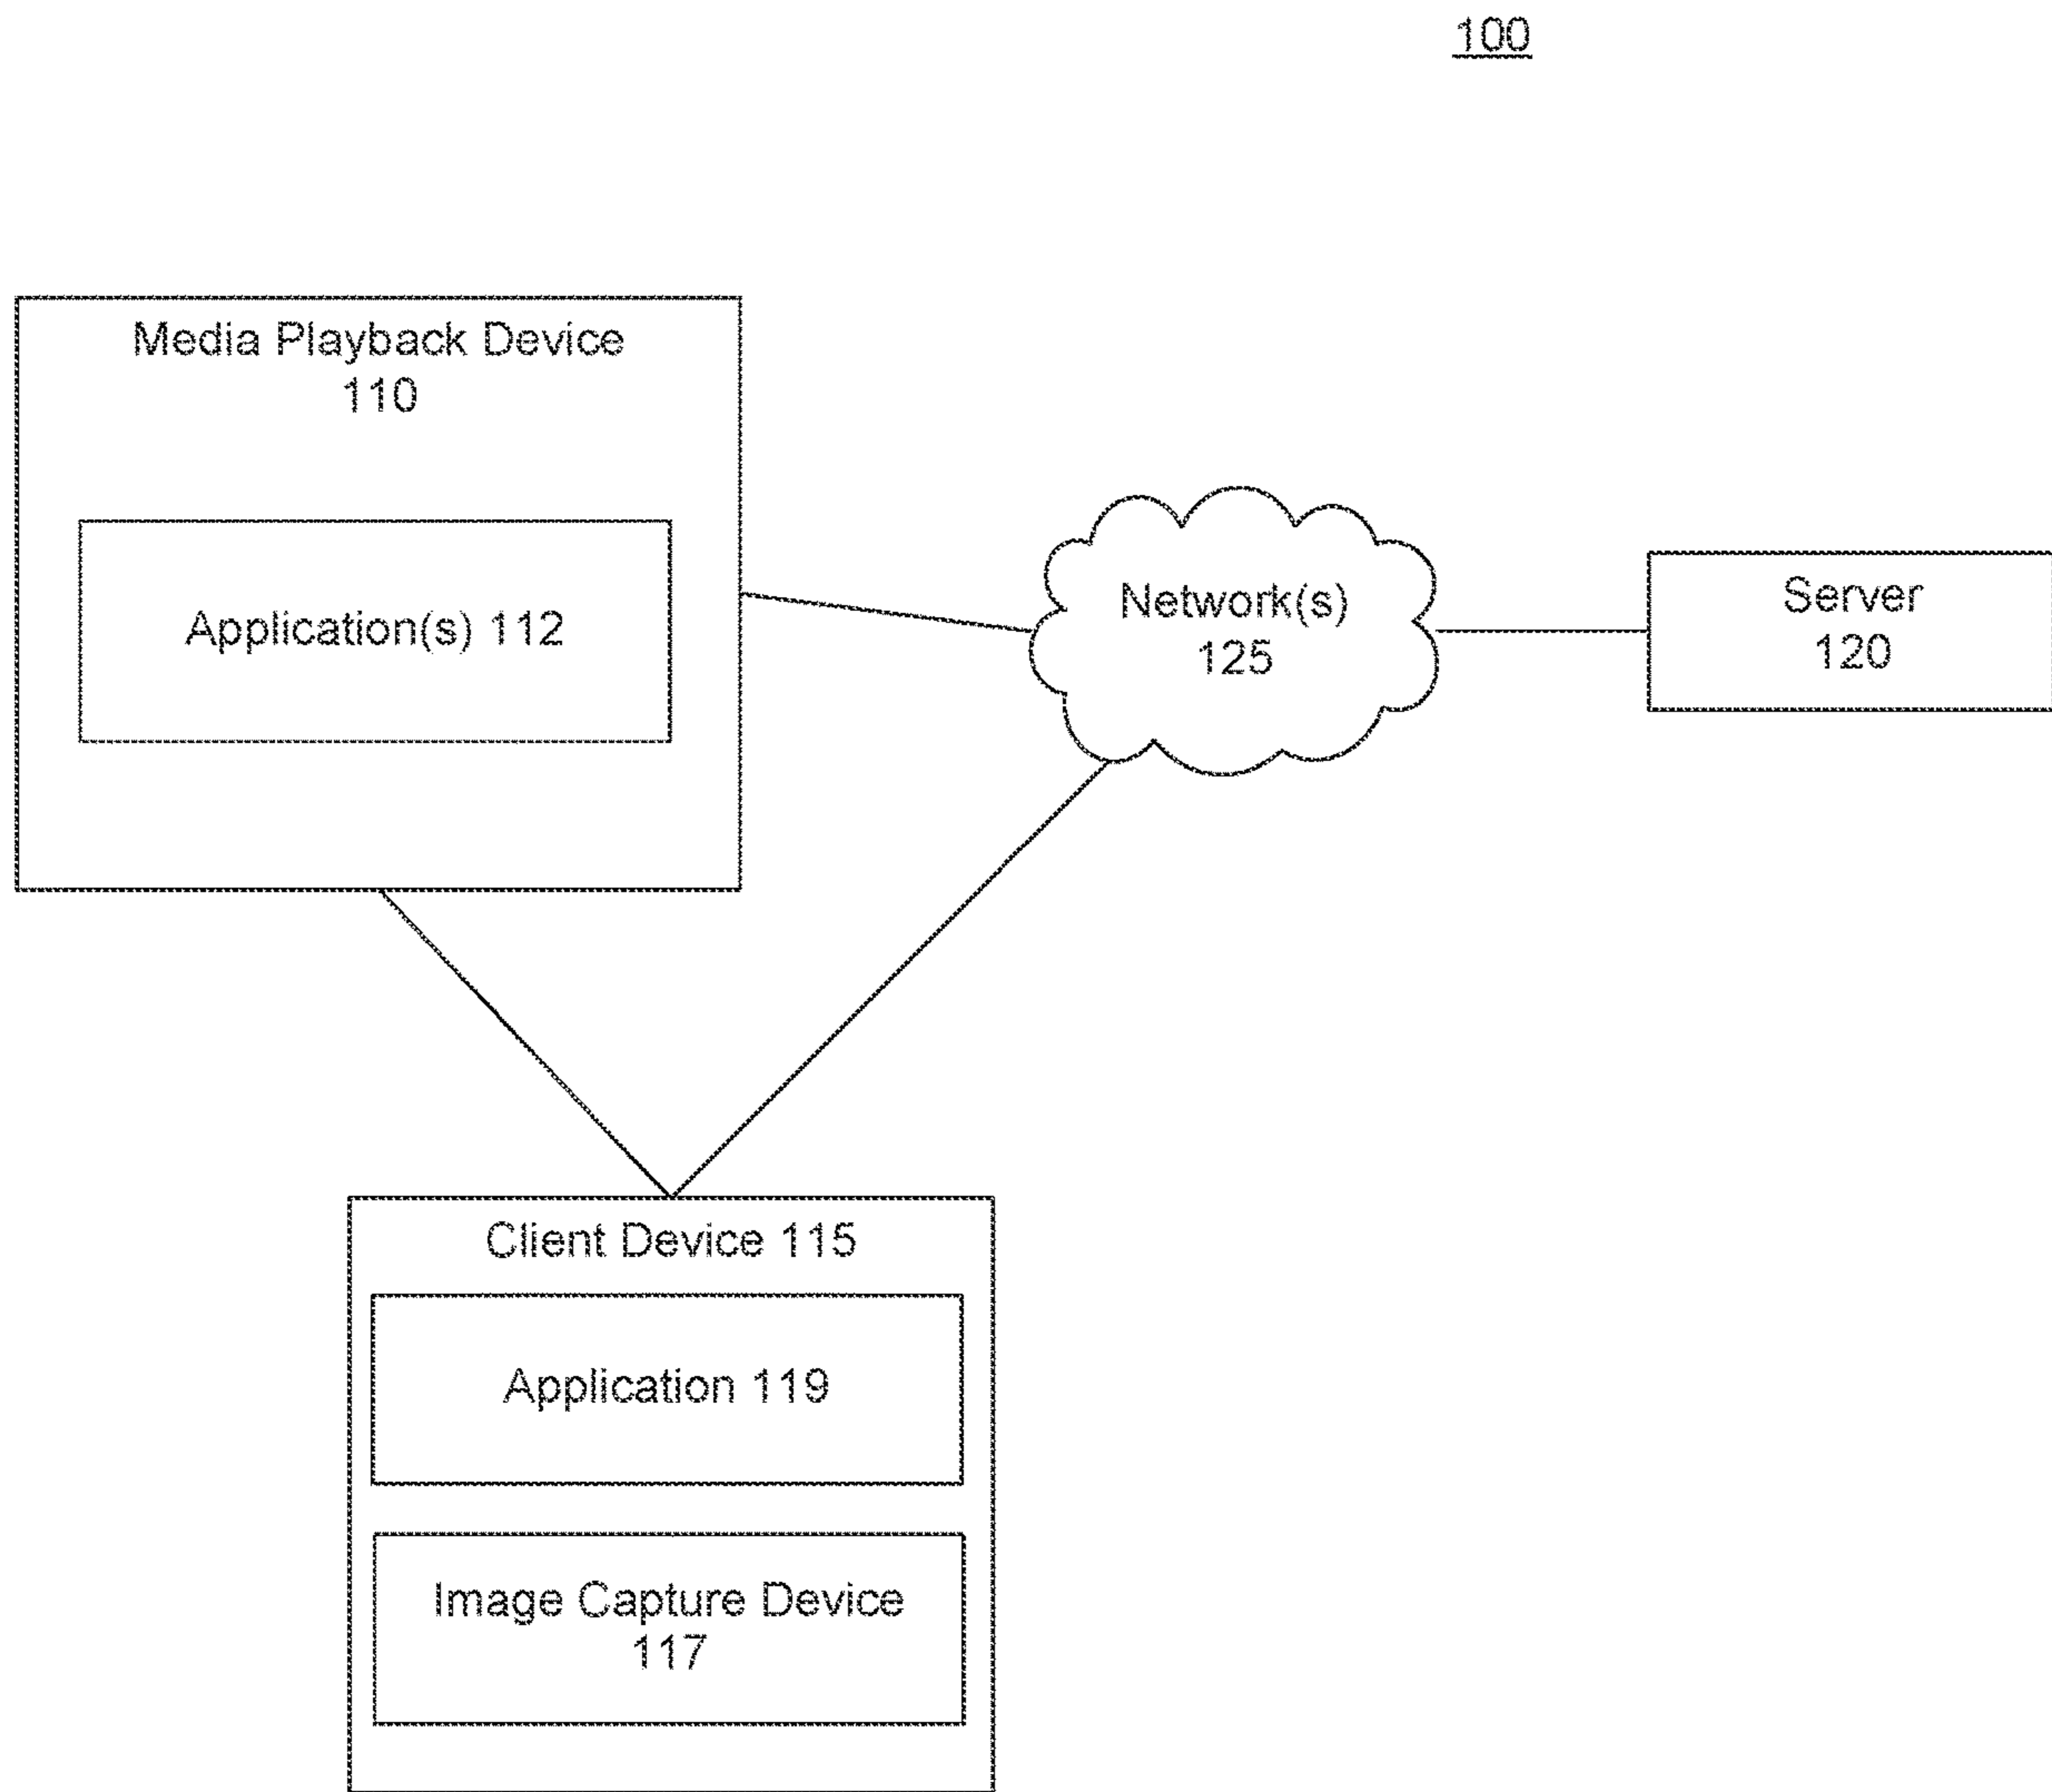 100
Media Playback Device
110
Application(s) 112
Network(s)
125
Server
120
Client Device 115
Application 119
Image Capture Device
117